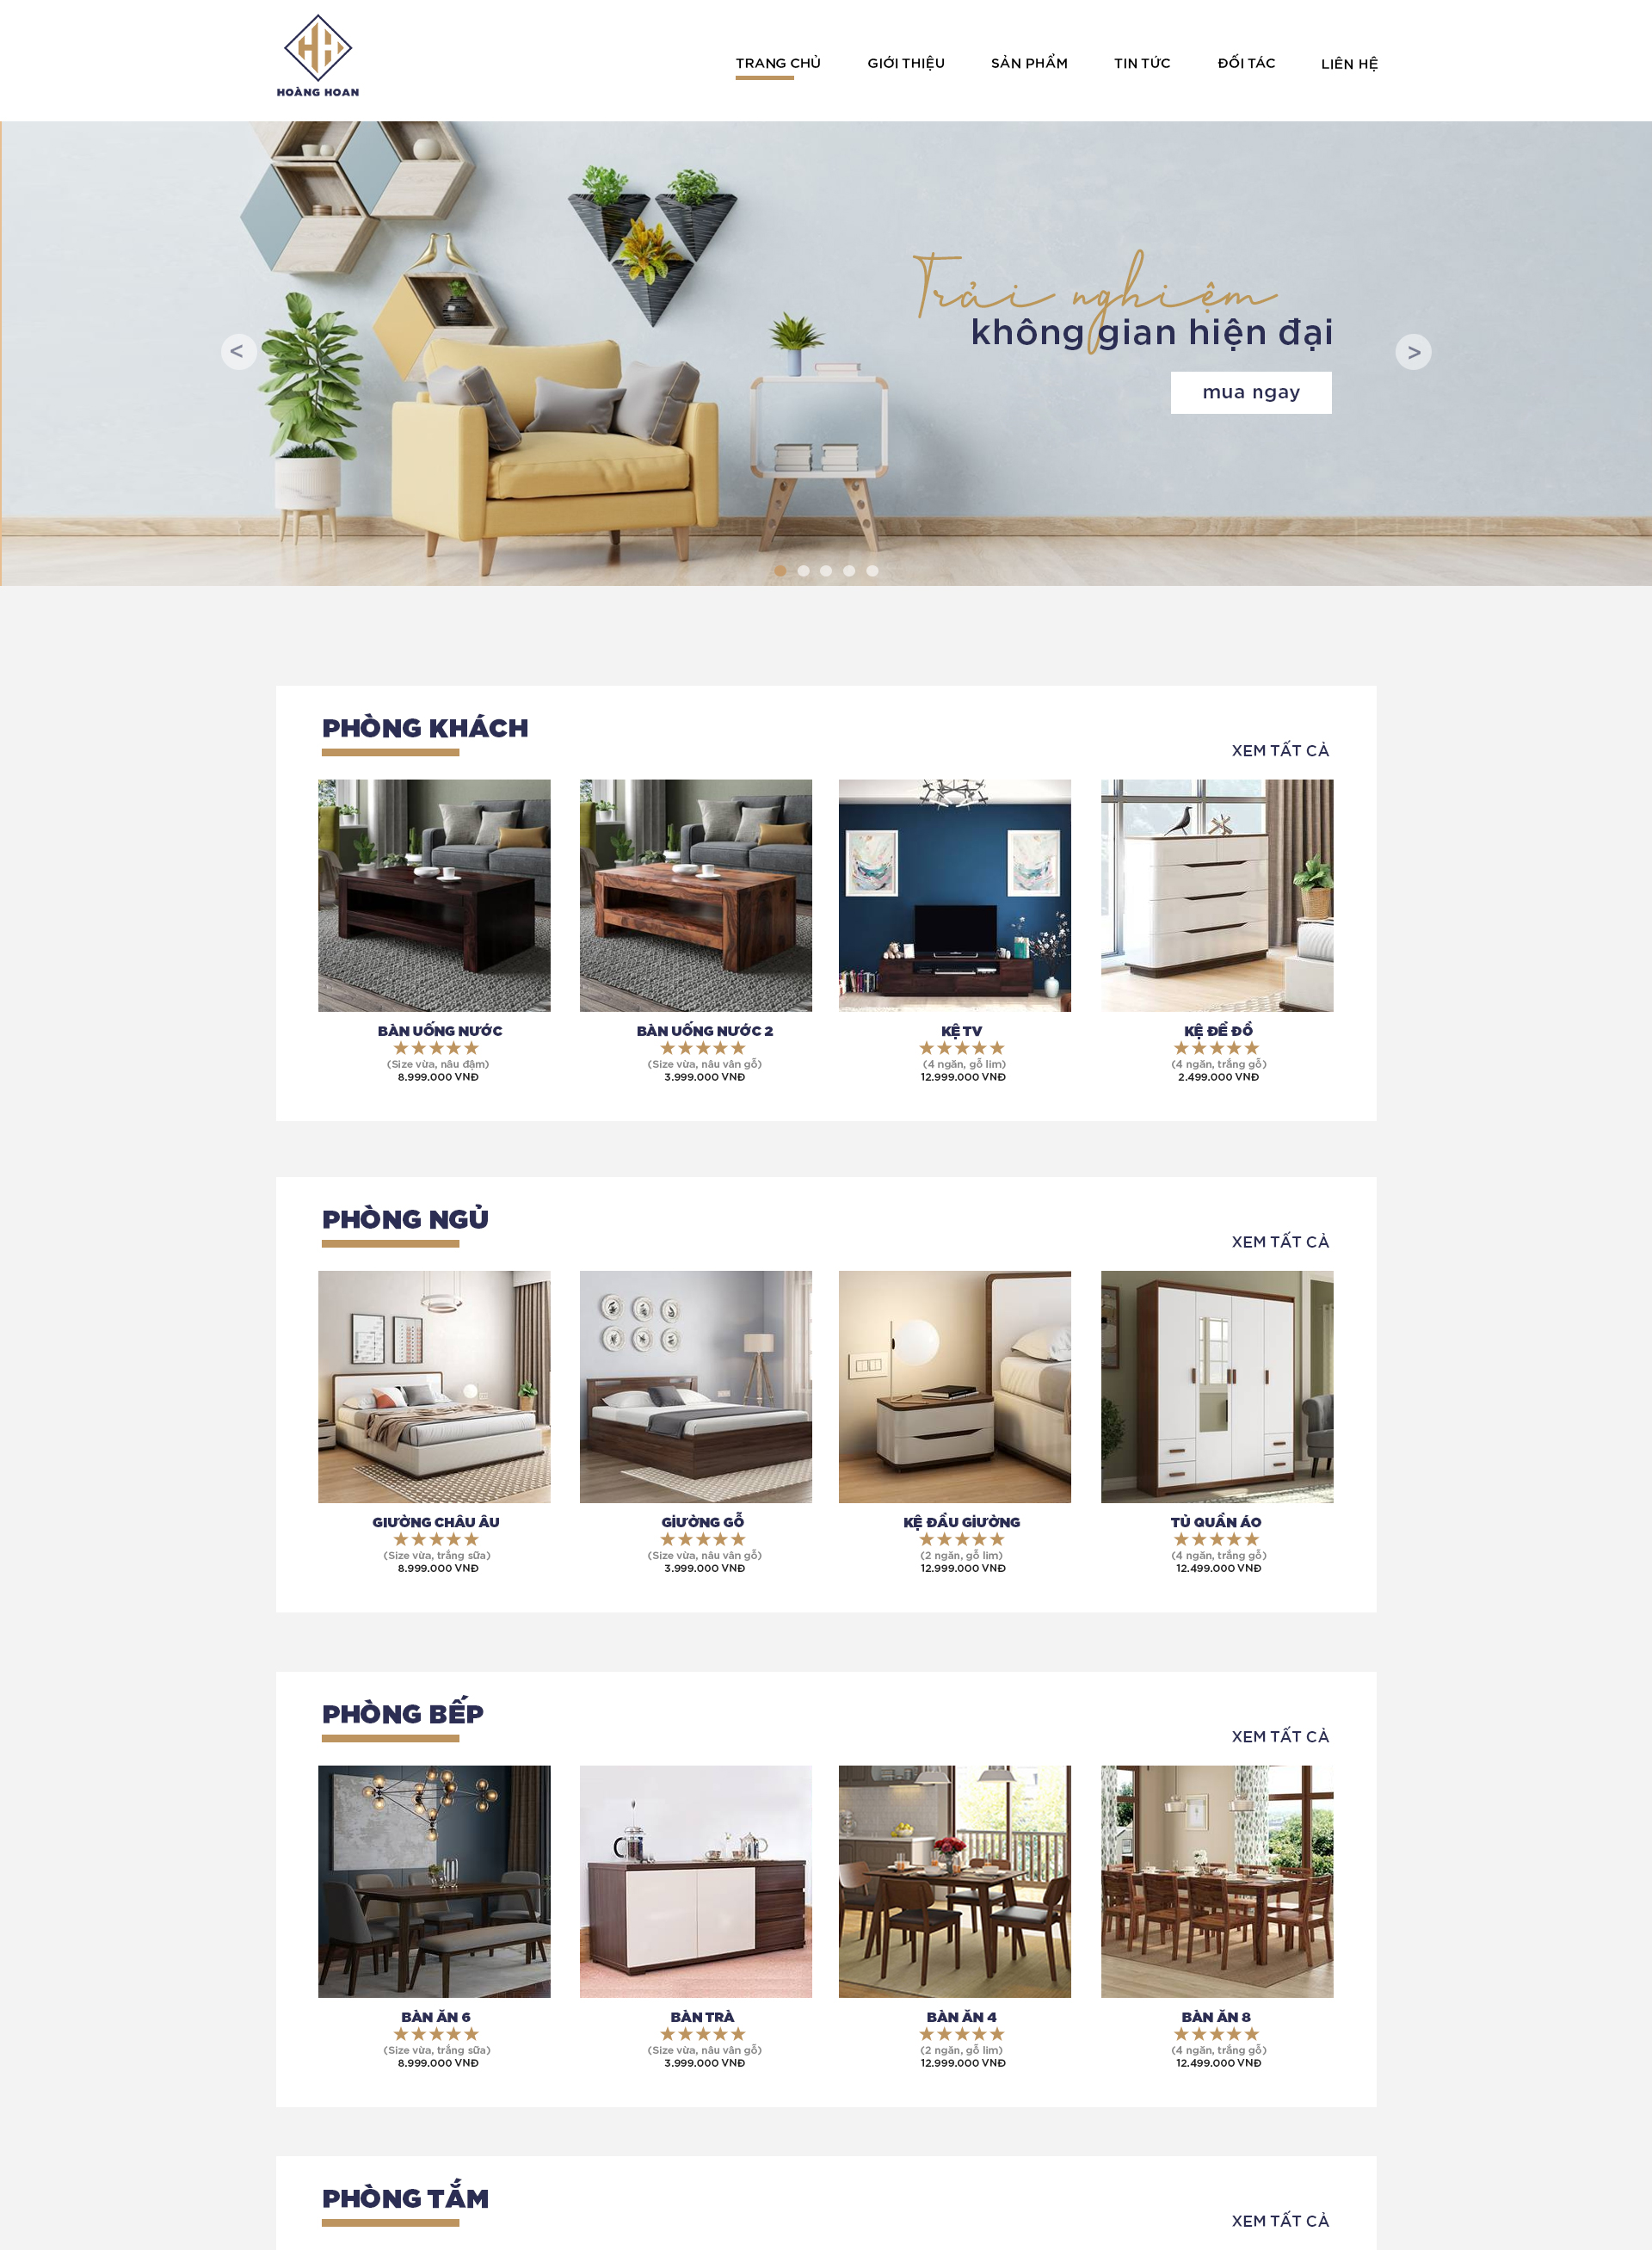 HOÀNG HOAN
TRANG CHỦ GIỚI THIỆU SẢN PHẨM TIN TỨC ĐỐI TÁC LIÊN HỆ
Trải nghiệm
không gian hiện đại
< >
mua ngay
PHÒNG KHÁCH
XEM TẤT CẢ
BÀN UỐNG NƯỚC BÀN UỐNG NƯỚC 2 KỆ TV KỆ ĐỂ ĐỒ
(Size vừa, nâu đậm) (Size vừa, nâu vân gỗ) (4 ngăn, gỗ lim) (4 ngăn, trắng gỗ)
8.999.000 VNĐ 3.999.000 VNĐ 12.999.000 VNĐ 2.499.000 VNĐ
PHÒNG NGỦ
XEM TẤT CẢ
GIƯỜNG CHÂU ÂU GIƯỜNG GỖ KỆ ĐẦU GIƯỜNG TỦ QUẦN ÁO
(Size vừa, trắng sữa) (Size vừa, nâu vân gỗ) (2 ngăn, gỗ lim) (4 ngăn, trắng gỗ)
8.999.000 VNĐ 3.999.000 VNĐ 12.999.000 VNĐ 12.499.000 VNĐ
PHÒNG BẾP
XEM TẤT CẢ
BÀN ĂN 6 BÀN TRÀ BÀN ĂN 4 BÀN ĂN 8
(Size vừa, trắng sữa) (Size vừa, nâu vân gỗ) (2 ngăn, gỗ lim) (4 ngăn, trắng gỗ)
8.999.000 VNĐ 3.999.000 VNĐ 12.999.000 VNĐ 12.499.000 VNĐ
PHÒNG TẮM
XEM TẤT CẢ